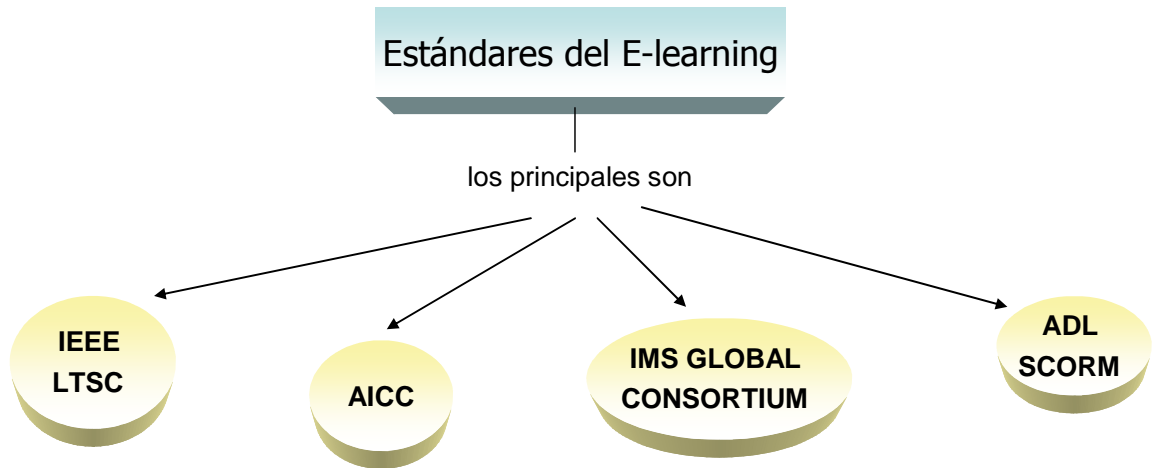 Estándares del E-learning
los principales son
IEEE
LTSC
AICC
IMS GLOBAL
CONSORTIUM
ADL
SCORM